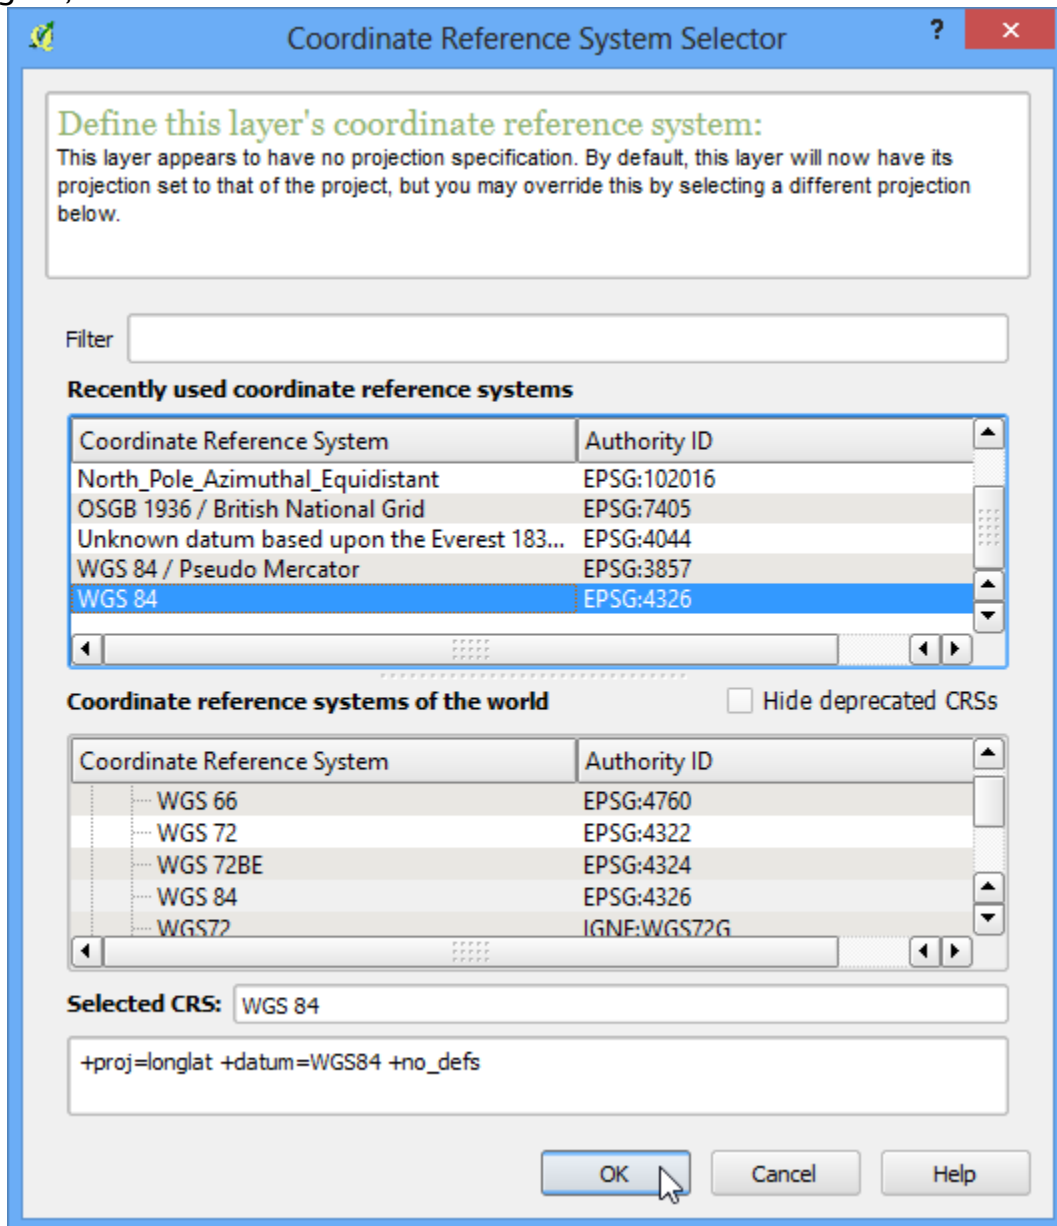 Coordinate Reference System Selector ? ×
Define this layer's coordinate reference system:
This layer appears to have no projection specification. By default, this layer will now have its
projection set to that of the project, but you may override this by selecting a different projection
below.
Filter
Recently used coordinate reference systems
Coordinate Reference System Authority ID
North_Pole_Azimuthal_Equidistant EPSG:102016
OSGB 1936 / British National Grid EPSG:7405
Unknown datum based upon the Everest 183... EPSG:4044
WGS 84 / Pseudo Mercator EPSG:3857
WGS 84 EPSG:4326
Coordinate reference systems of the world Hide deprecated CRSs
Coordinate Reference System Authority ID
WGS 66 EPSG:4760
WGS 72 EPSG:4322
WGS 72BE EPSG:4324
WGS 84 EPSG:4326
WGS72 IGNF:WGS72G
Selected CRS: WGS 84
+proj=longlat +datum=WGS84 +no_defs
OK Cancel Help